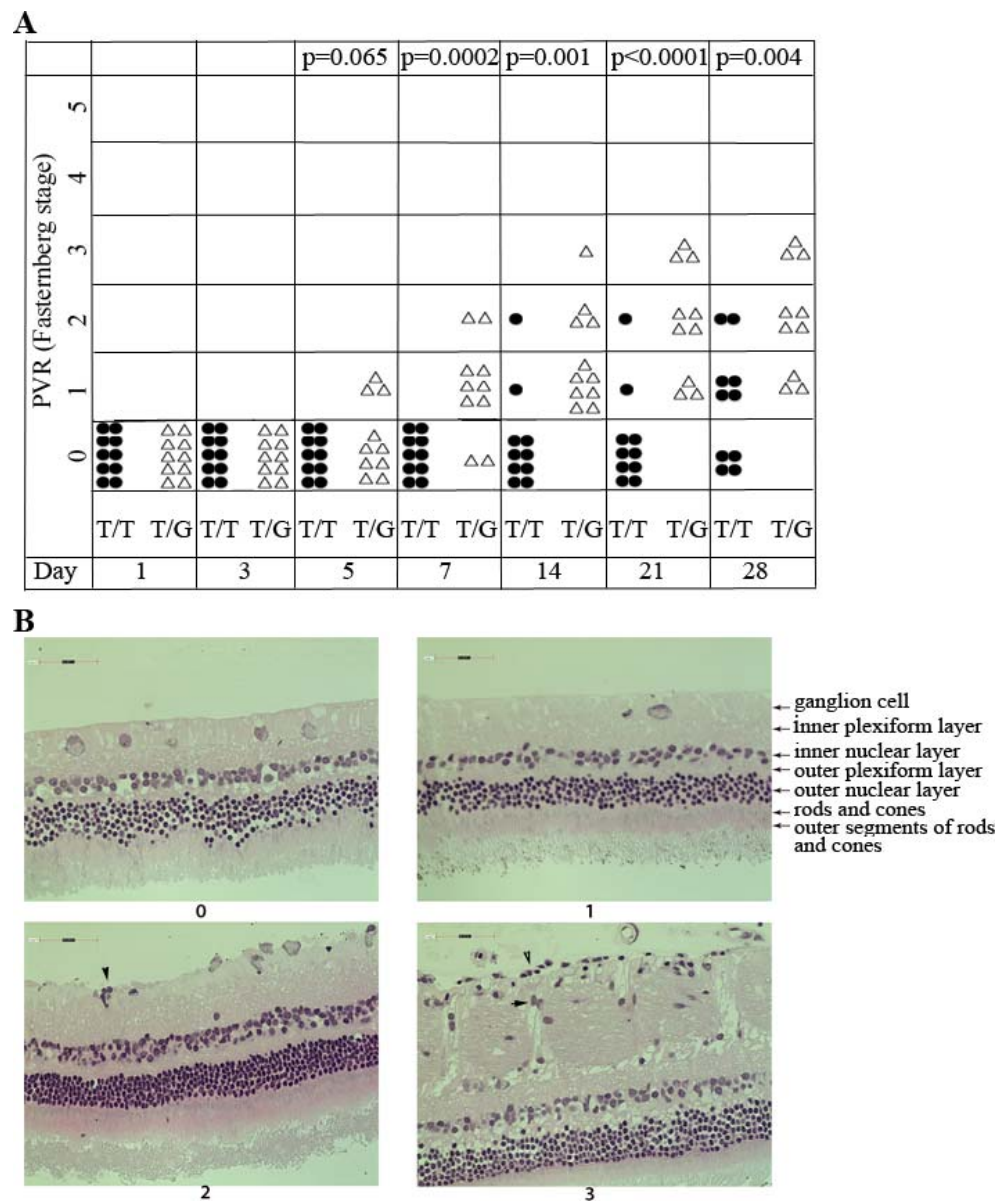 A
p=0.065 p=0.0002 p=0.001 p<0.0001 p=0.004
PVR (Fasternberg stage)
5
4
3
2
1
0
T/T T/G T/T T/G T/T T/G T/T T/G T/T T/G T/T T/G T/T T/G
Day 1 3 5 7 14 21 28
B
ganglion cell
inner plexiform layer
inner nuclear layer
outer plexiform layer
outer nuclear layer
rods and cones
outer segments of rods
and cones
0
1
2
3